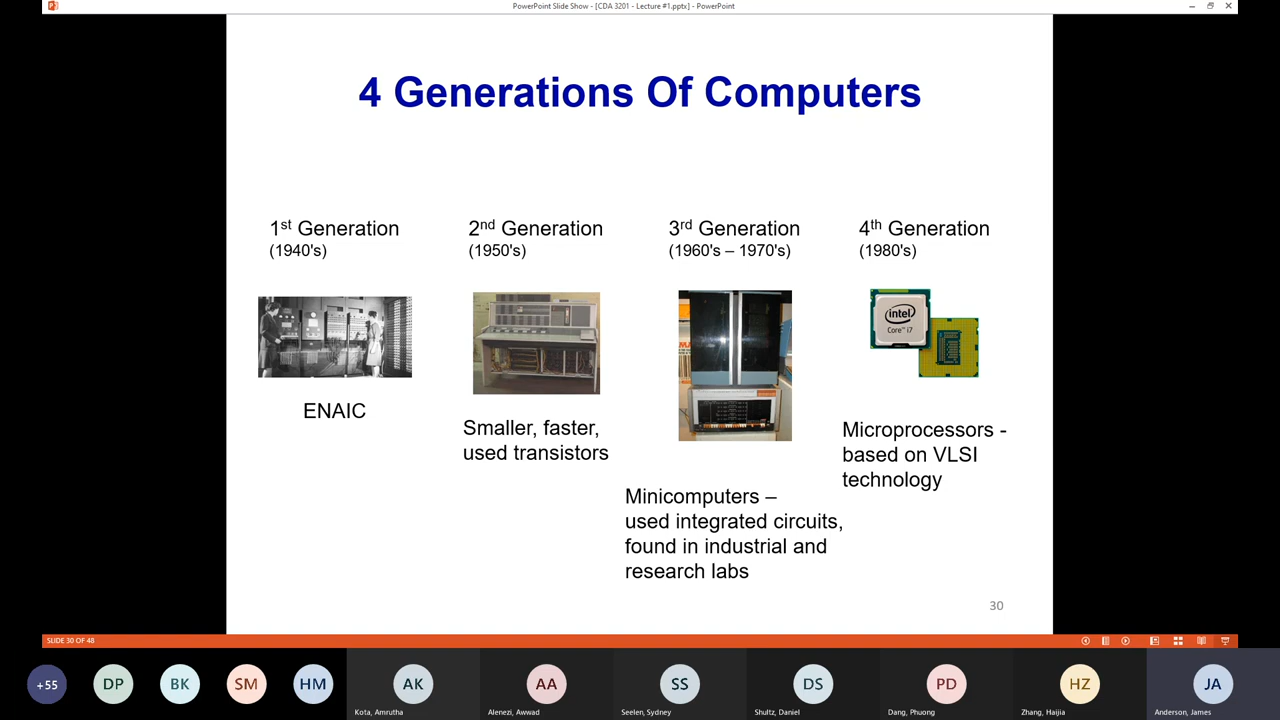 PowerPoint Slide Show - [CDA 3201 - Lecture #1.pptx] - PowerPoint
4 Generations Of Computers
1st Generation
(1940's)
2nd Generation
(1950's)
3rd Generation
(1960's – 1970's)
4th Generation
(1980's)
intel
Core™ i7
ENAIC
Smaller, faster,
used transistors
Minicomputers –
used integrated circuits,
found in industrial and
research labs
Microprocessors -
based on VLSI
technology
30
SLIDE 30 OF 48
+55
DP
BK
SM
HM
AK
Kota, Amrutha
AA
Alenezi, Awwad
SS
Seelen, Sydney
DS
Shultz, Daniel
PD
Dang, Phuong
HZ
Zhang, Haijia
JA
Anderson, James